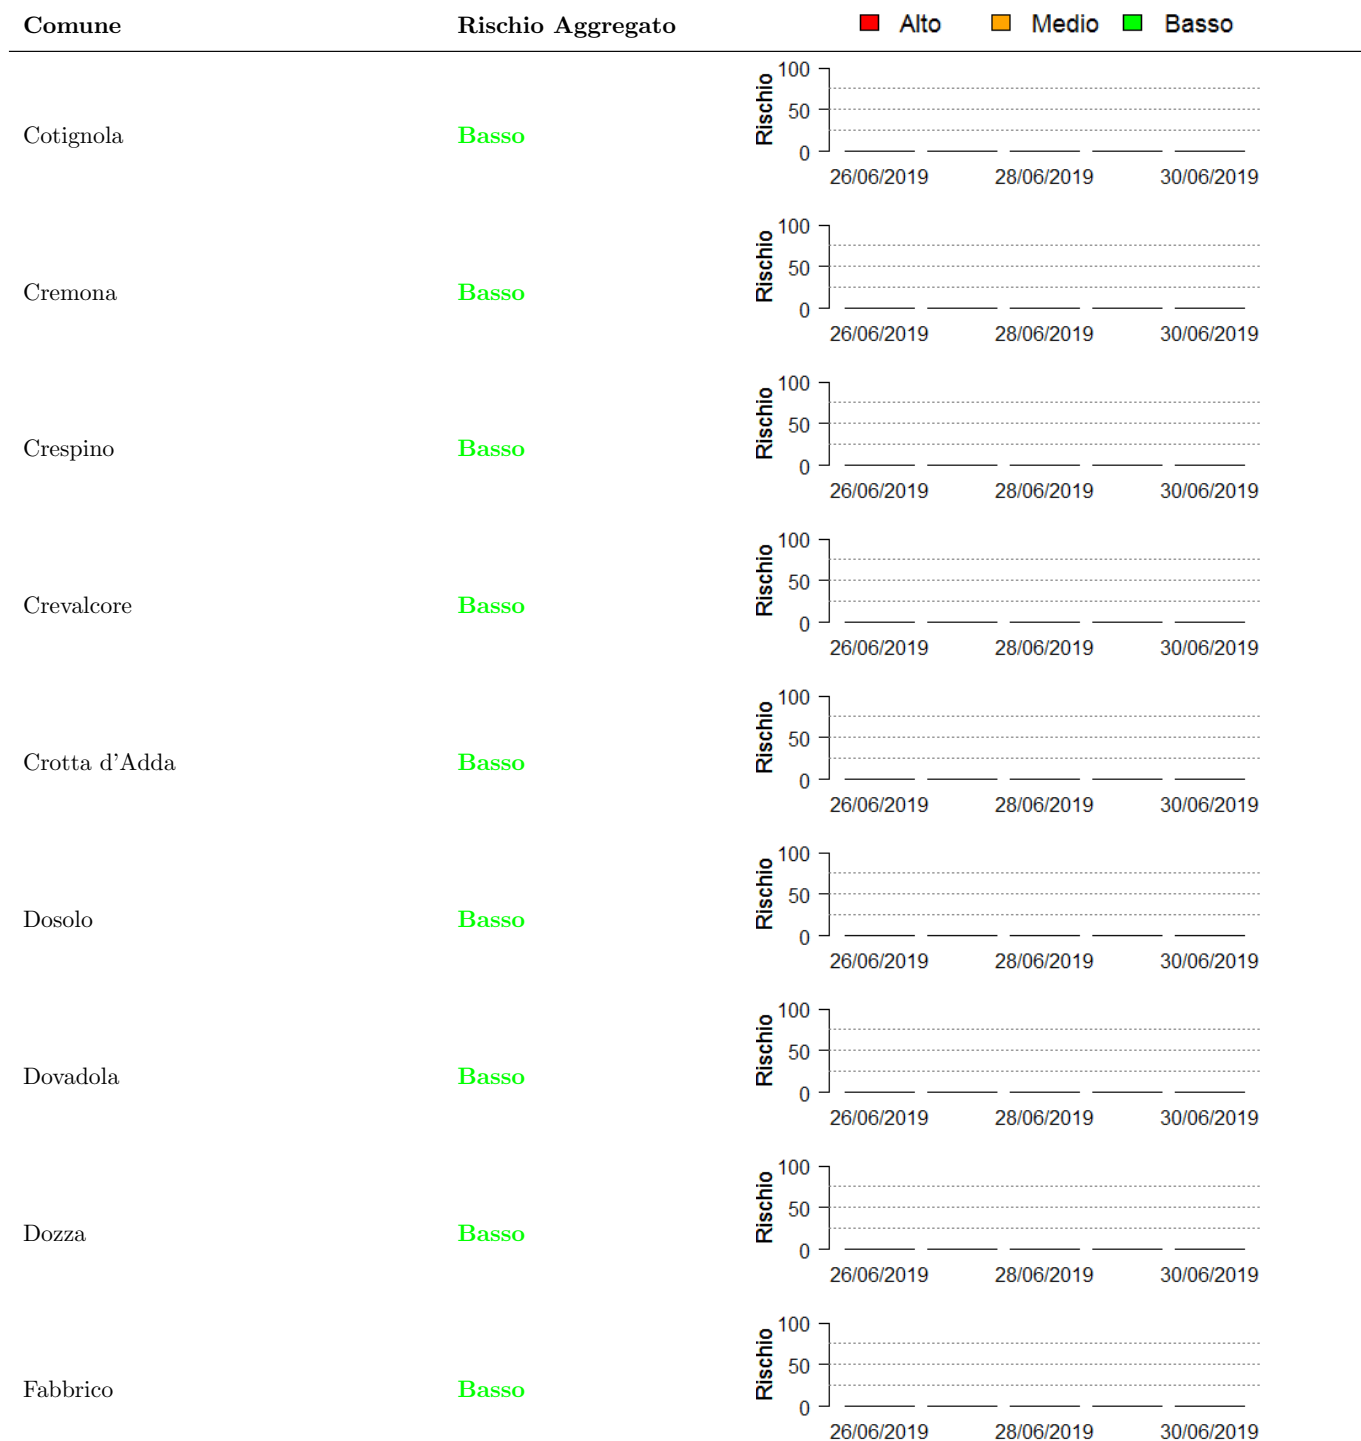 Comune Rischio Aggregato Alto Medio Basso
100
Rischio
50
Cotignola Basso
0
26/06/2019 28/06/2019 30/06/2019
100
Rischio
50
Cremona Basso
0
26/06/2019 28/06/2019 30/06/2019
100
Rischio
50
Crespino Basso
0
26/06/2019 28/06/2019 30/06/2019
100
Rischio
50
Crevalcore Basso
0
26/06/2019 28/06/2019 30/06/2019
100
Rischio
50
Crotta d'Adda Basso
0
26/06/2019 28/06/2019 30/06/2019
100
Rischio
50
Dosolo Basso
0
26/06/2019 28/06/2019 30/06/2019
100
Rischio
50
Dovadola Basso
0
26/06/2019 28/06/2019 30/06/2019
100
Rischio
50
Dozza Basso
0
26/06/2019 28/06/2019 30/06/2019
100
Rischio
50
Fabbrico Basso
0
26/06/2019 28/06/2019 30/06/2019